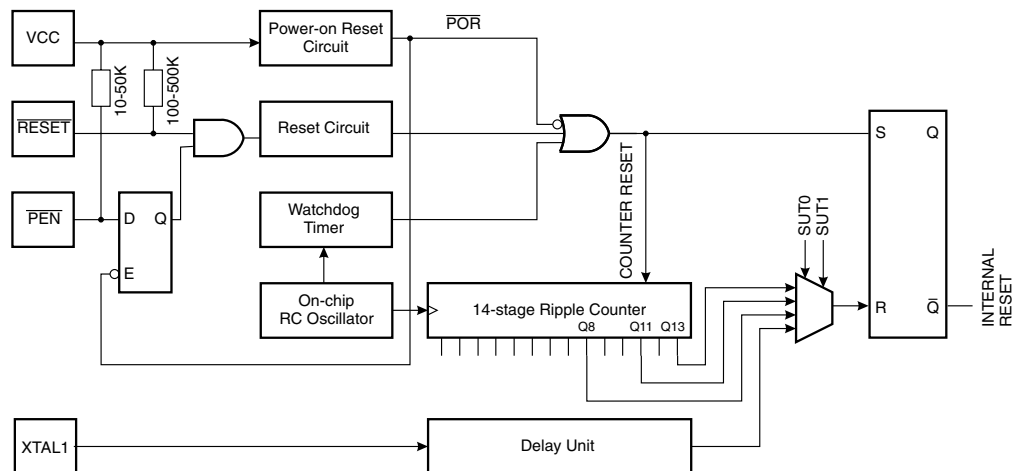 VCC
Power-on Reset
Circuit
POR
10-50K
100-500K
RESET
Reset Circuit
S
Q
COUNTER RESET
PEN
D
Q
Watchdog
Timer
SUT0
SUT1
E
On-chip
RC Oscillator
14-stage Ripple Counter
Q8
Q11
Q13
R
Q̄
INTERNAL
RESET
XTAL1
Delay Unit